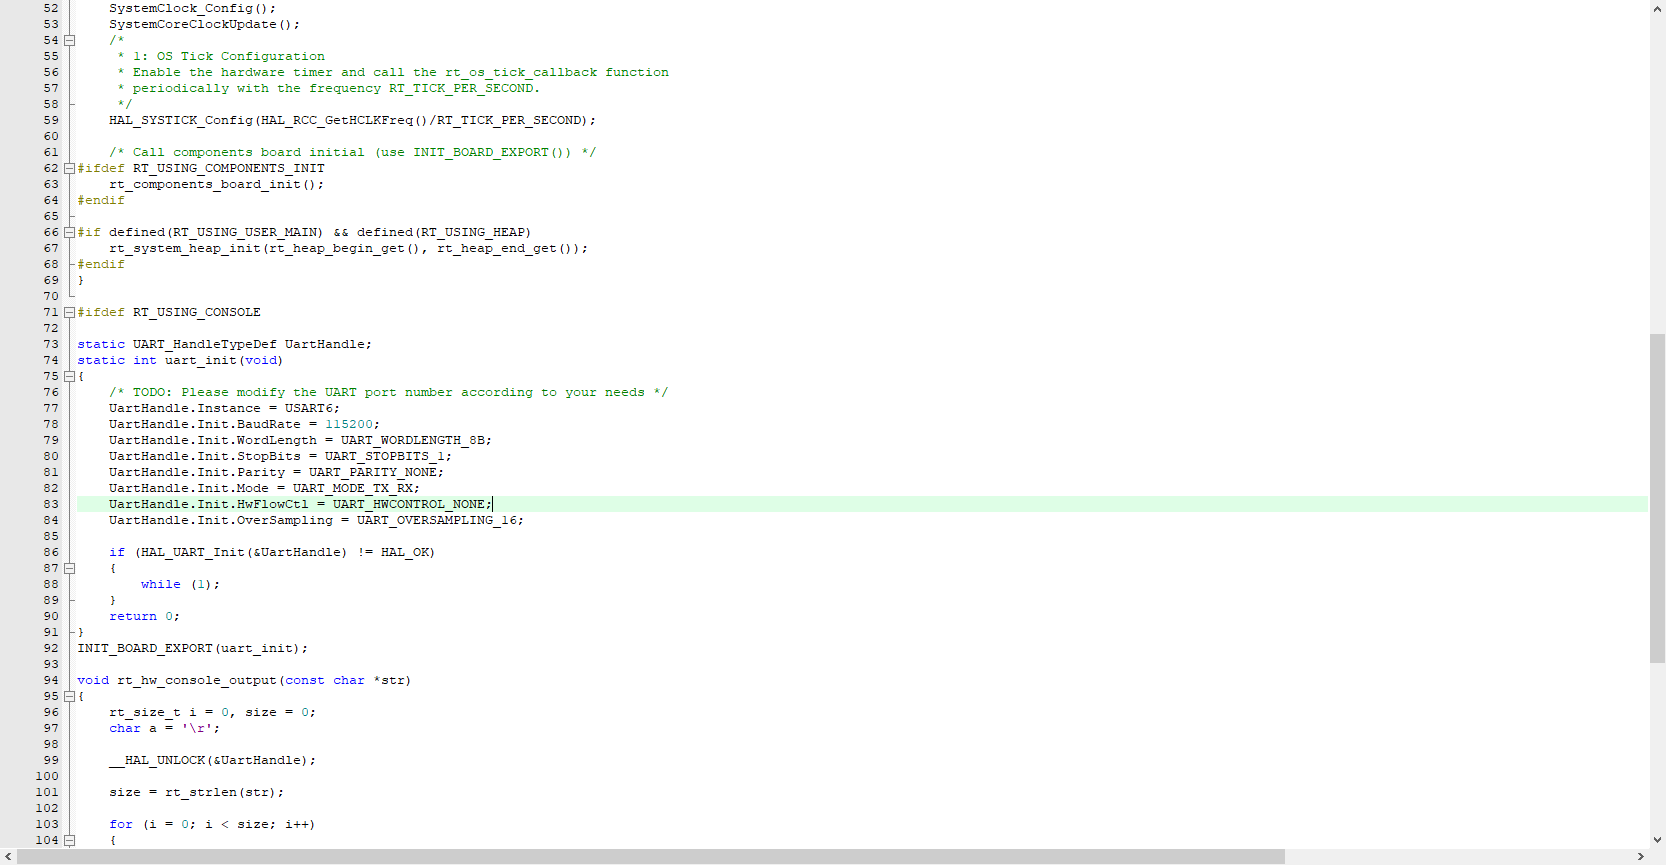 52 SystemClock_Config();
53 SystemCoreClockUpdate();
54 /*
55 * 1: OS Tick Configuration
56 * Enable the hardware timer and call the rt_os_tick_callback function
57 * periodically with the frequency RT_TICK_PER_SECOND.
58 */
59 HAL_SYSTICK_Config(HAL_RCC_GetHCLKFreq()/RT_TICK_PER_SECOND);
60
61 /* Call components board initial (use INIT_BOARD_EXPORT()) */
62 #ifdef RT_USING_COMPONENTS_INIT
63 rt_components_board_init();
64 #endif
65
66 #if defined(RT_USING_USER_MAIN) && defined(RT_USING_HEAP)
67 rt_system_heap_init(rt_heap_begin_get(), rt_heap_end_get());
68 #endif
69 }
70
71 #ifdef RT_USING_CONSOLE
72
73 static UART_HandleTypeDef UartHandle;
74 static int uart_init(void)
75 {
76 /* TODO: Please modify the UART port number according to your needs */
77 UartHandle.Instance = USART6;
78 UartHandle.Init.BaudRate = 115200;
79 UartHandle.Init.WordLength = UART_WORDLENGTH_8B;
80 UartHandle.Init.StopBits = UART_STOPBITS_1;
81 UartHandle.Init.Parity = UART_PARITY_NONE;
82 UartHandle.Init.Mode = UART_MODE_TX_RX;
83 UartHandle.Init.HwFlowCtl = UART_HWCONTROL_NONE;
84 UartHandle.Init.OverSampling = UART_OVERSAMPLING_16;
85
86 if (HAL_UART_Init(&UartHandle) != HAL_OK)
87 {
88 while (1);
89 }
90 return 0;
91 }
92 INIT_BOARD_EXPORT(uart_init);
93
94 void rt_hw_console_output(const char *str)
95 {
96 rt_size_t i = 0, size = 0;
97 char a = '\r';
98
99 __HAL_UNLOCK(&UartHandle);
100
101 size = rt_strlen(str);
102
103 for (i = 0; i < size; i++)
104 {